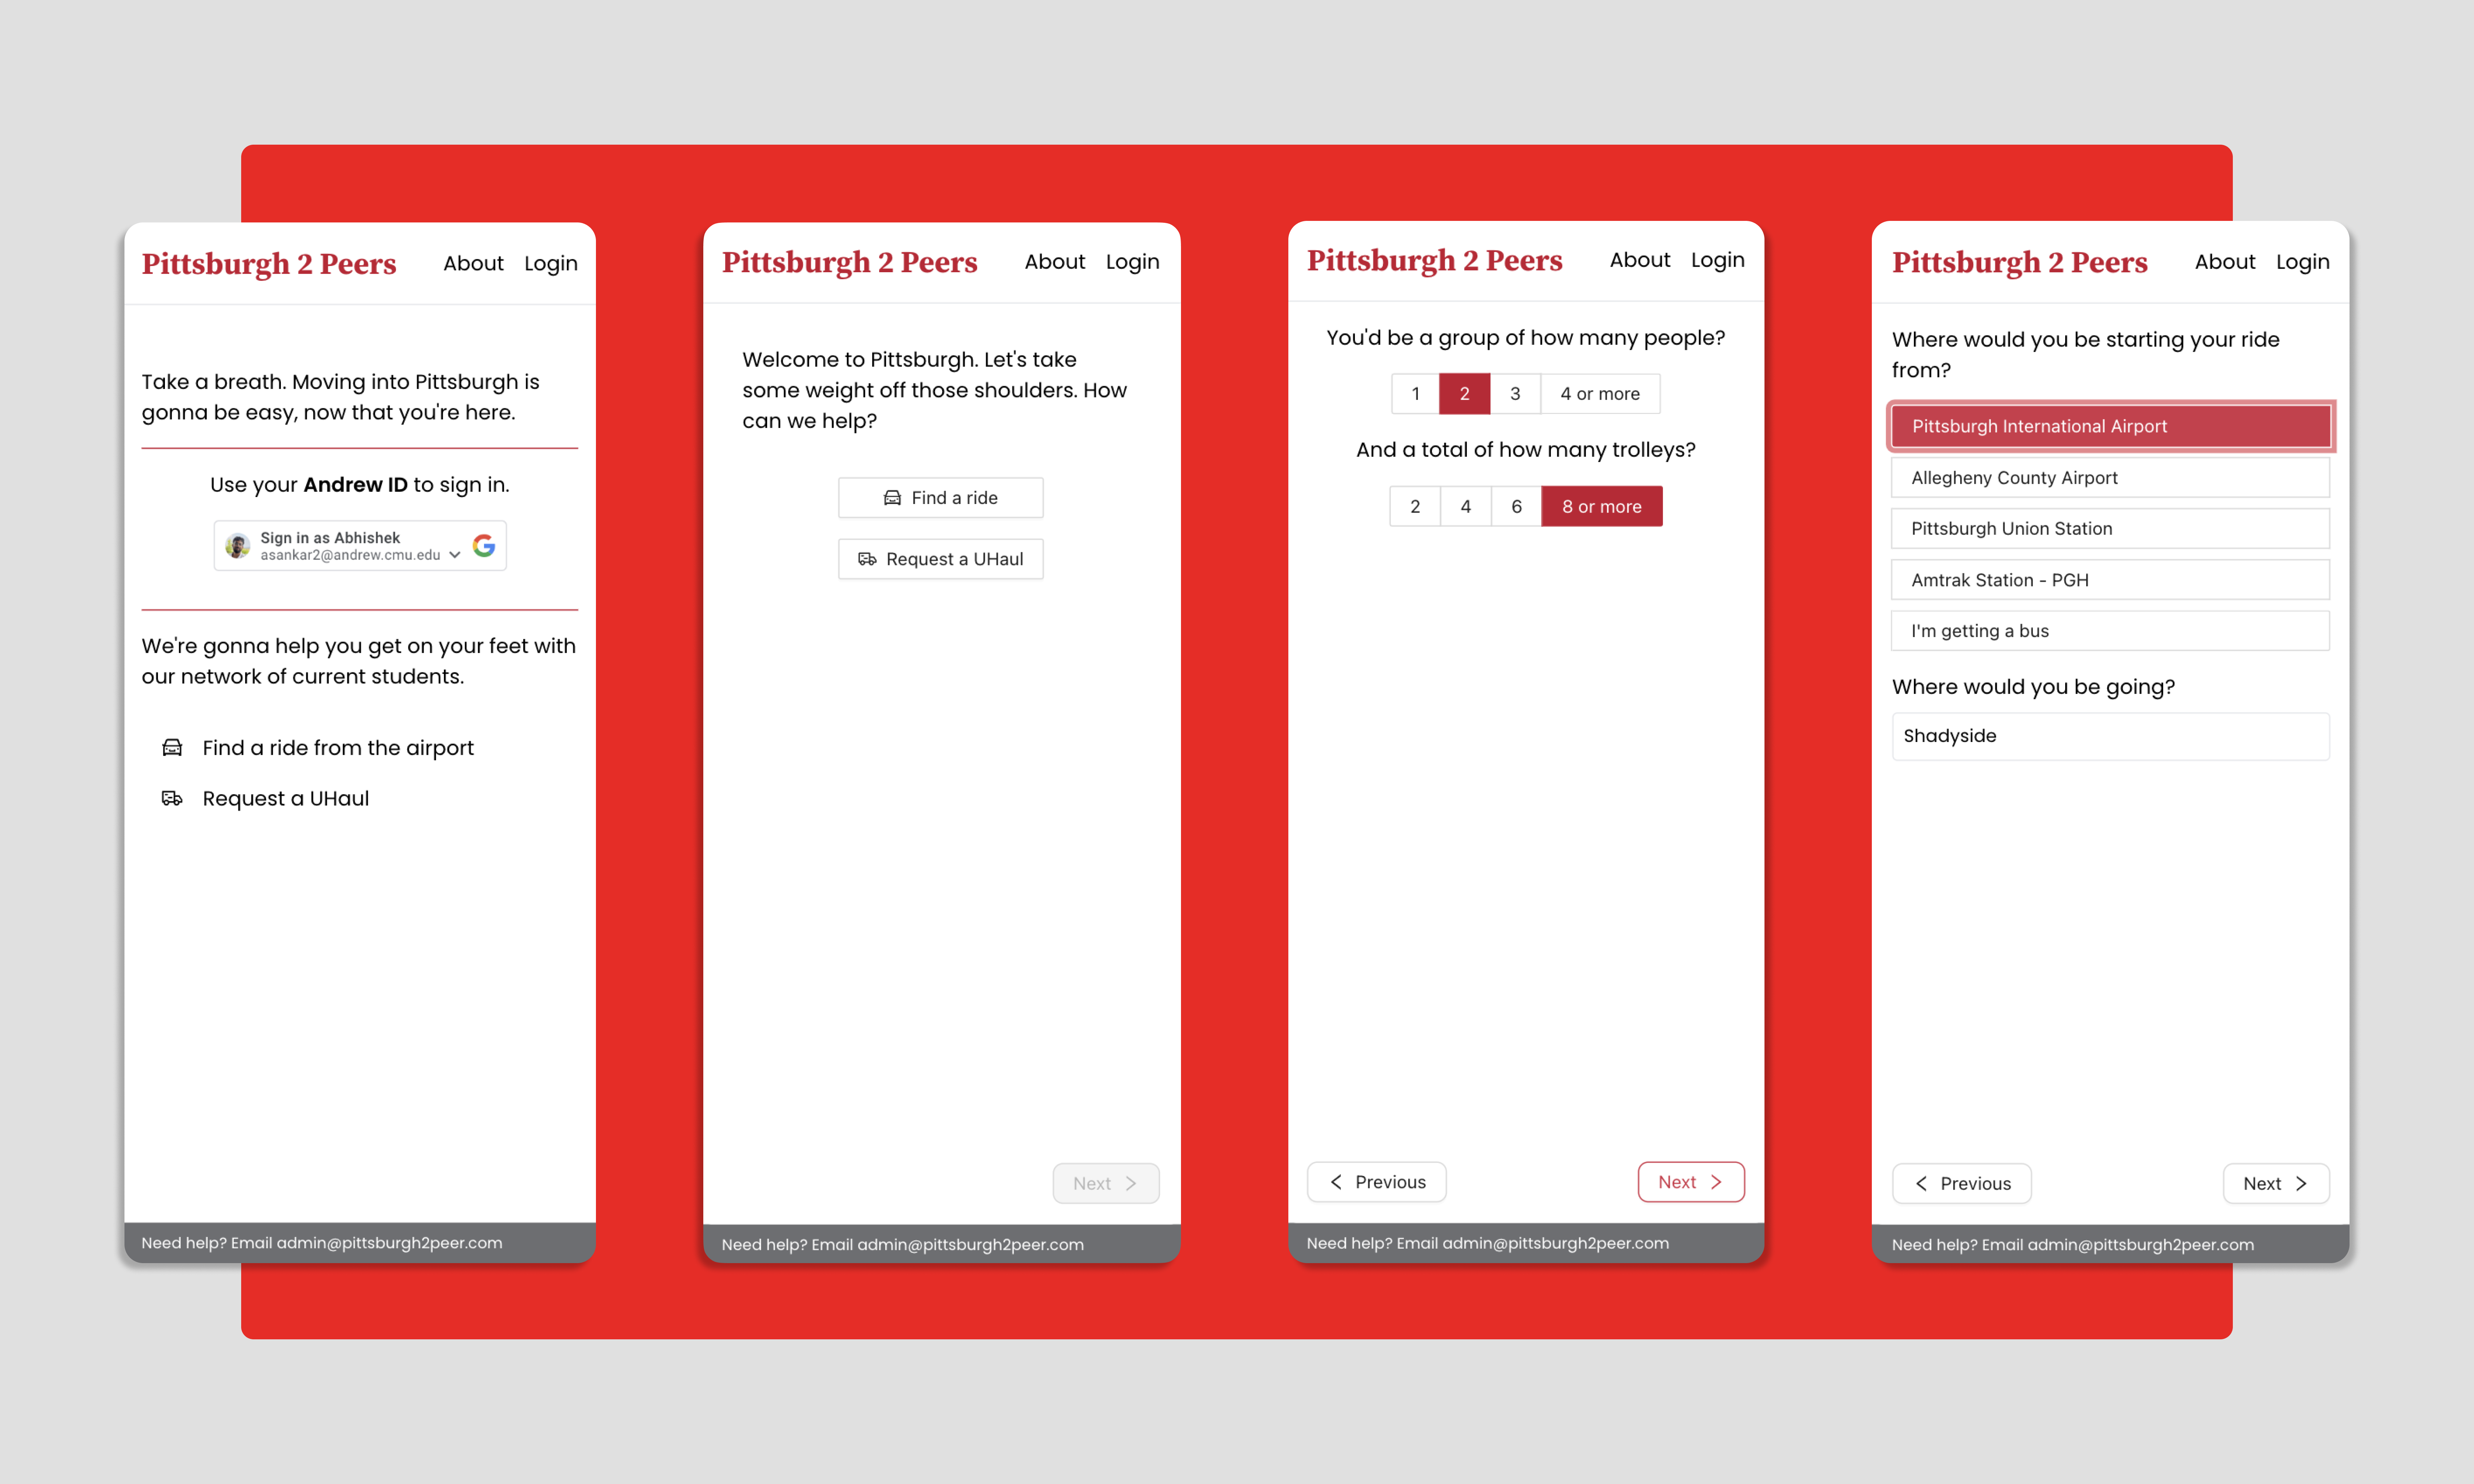 Pittsburgh 2 Peers About Login
Take a breath. Moving into Pittsburgh is
gonna be easy, now that you're here.
Use your Andrew ID to sign in.
Sign in as Abhishek
asankar2@andrew.cmu.edu
We're gonna help you get on your feet with
our network of current students.
Find a ride from the airport
Request a UHaul
Need help? Email admin@pittsburgh2peer.com
Pittsburgh 2 Peers About Login
Welcome to Pittsburgh. Let's take
some weight off those shoulders. How
can we help?
Find a ride
Request a UHaul
Next
Need help? Email admin@pittsburgh2peer.com
Pittsburgh 2 Peers About Login
You'd be a group of how many people?
1 2 3 4 or more
And a total of how many trolleys?
2 4 6 8 or more
Previous Next
Need help? Email admin@pittsburgh2peer.com
Pittsburgh 2 Peers About Login
Where would you be starting your ride
from?
Pittsburgh International Airport
Allegheny County Airport
Pittsburgh Union Station
Amtrak Station - PGH
I'm getting a bus
Where would you be going?
Shadyside
Previous Next
Need help? Email admin@pittsburgh2peer.com